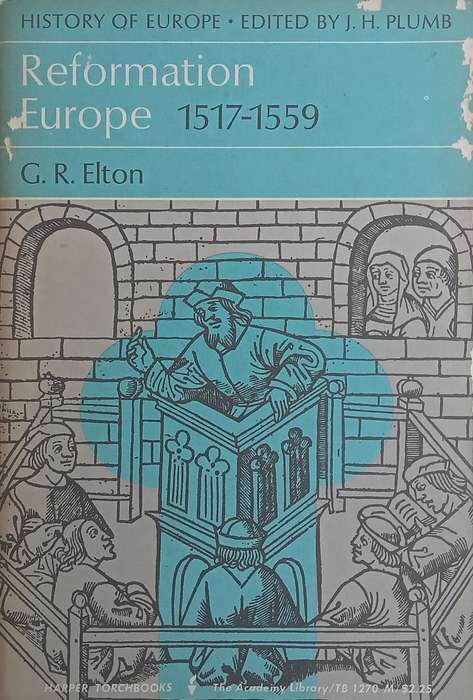 HISTORY OF EUROPE • EDITED BY J. H. PLUMB
Reformation
Europe 1517-1559
G. R. Elton
HARPER TORCHBOOKS The Academy Library/TB 1270 M/$2.25